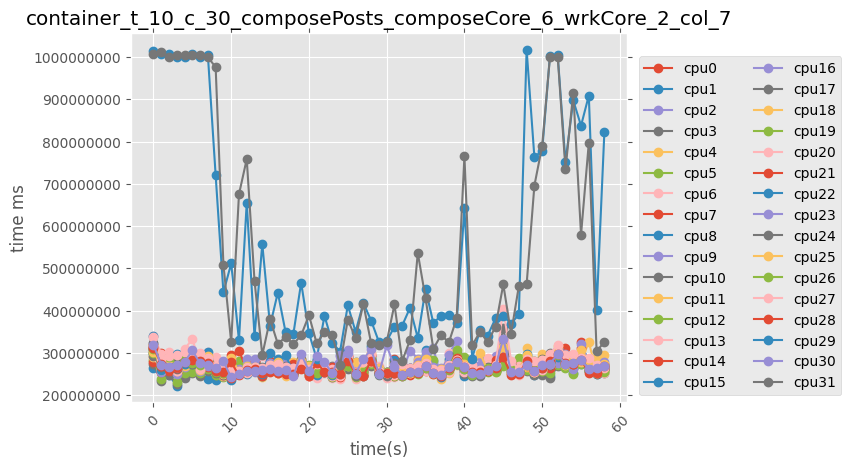 container_t_10_c_30_composePosts_composeCore_6_wrkCore_2_col_7
time ms
1000000000
900000000
800000000
700000000
600000000
500000000
400000000
300000000
200000000
0
10
20
30
40
50
60
time(s)
cpu0
cpu1
cpu2
cpu3
cpu4
cpu5
cpu6
cpu7
cpu8
cpu9
cpu10
cpu11
cpu12
cpu13
cpu14
cpu15
cpu16
cpu17
cpu18
cpu19
cpu20
cpu21
cpu22
cpu23
cpu24
cpu25
cpu26
cpu27
cpu28
cpu29
cpu30
cpu31